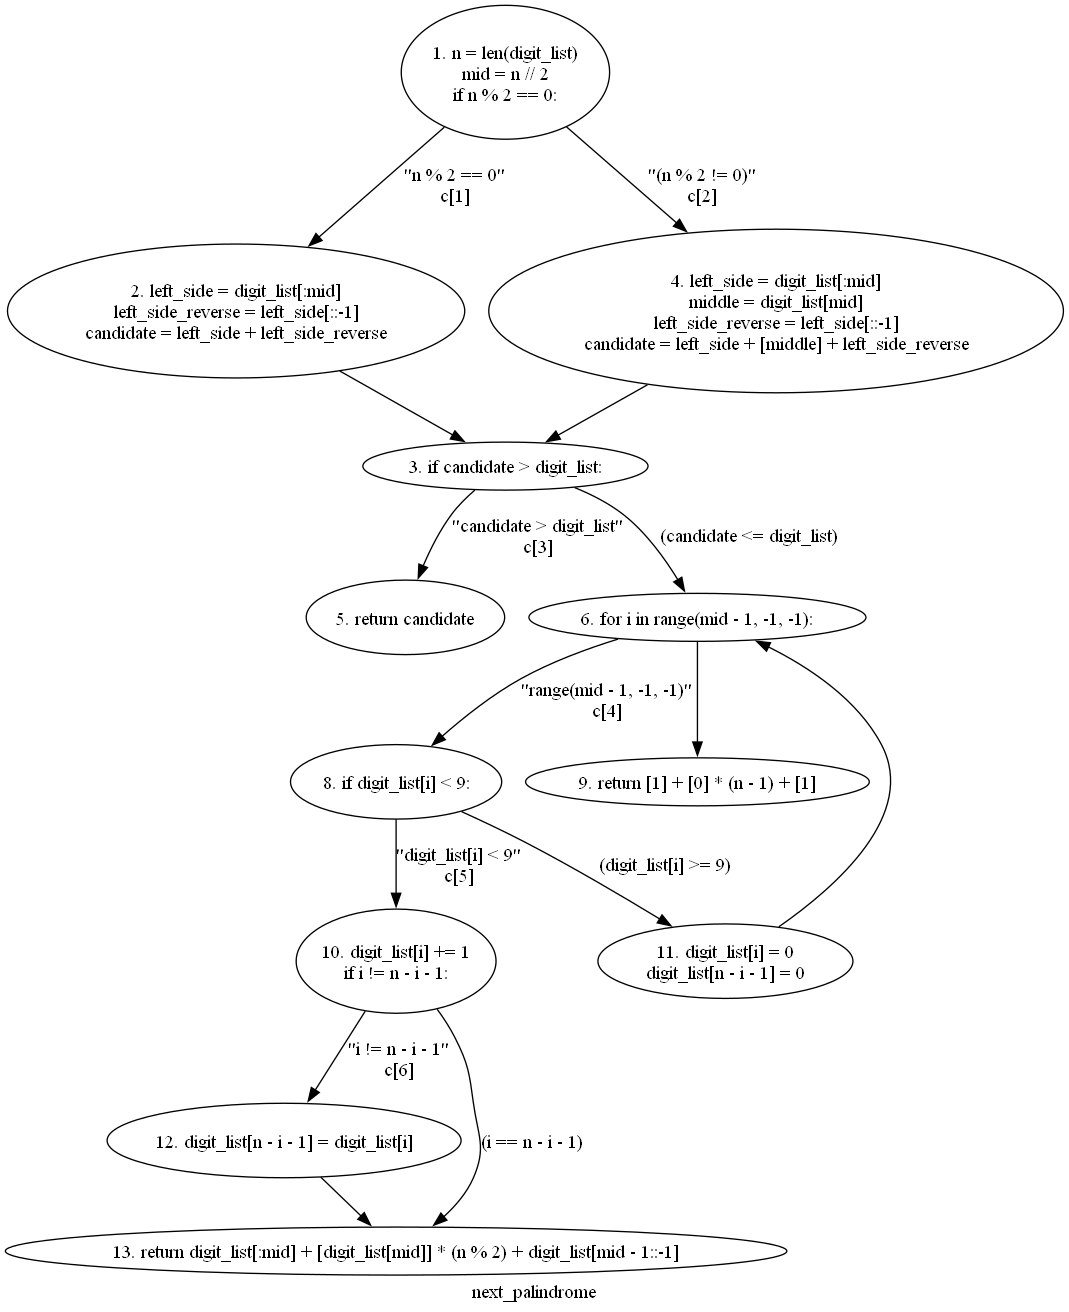 1. n = len(digit_list)
mid = n // 2
if n % 2 == 0:
"n % 2 == 0"
c[1]
"(n % 2 != 0)"
c[2]
2. left_side = digit_list[:mid]
left_side_reverse = left_side[::-1]
candidate = left_side + left_side_reverse
4. left_side = digit_list[:mid]
middle = digit_list[mid]
left_side_reverse = left_side[::-1]
candidate = left_side + [middle] + left_side_reverse
3. if candidate > digit_list:
"candidate > digit_list"
c[3]
(candidate <= digit_list)
5. return candidate
6. for i in range(mid - 1, -1, -1):
"range(mid - 1, -1, -1)"
c[4]
8. if digit_list[i] < 9:
9. return [1] + [0] * (n - 1) + [1]
"digit_list[i] < 9"
c[5]
(digit_list[i] >= 9)
10. digit_list[i] += 1
if i != n - i - 1:
11. digit_list[i] = 0
digit_list[n - i - 1] = 0
"i != n - i - 1"
c[6]
12. digit_list[n - i - 1] = digit_list[i]
(i == n - i - 1)
13. return digit_list[:mid] + [digit_list[mid]] * (n % 2) + digit_list[mid - 1::-1]
next_palindrome